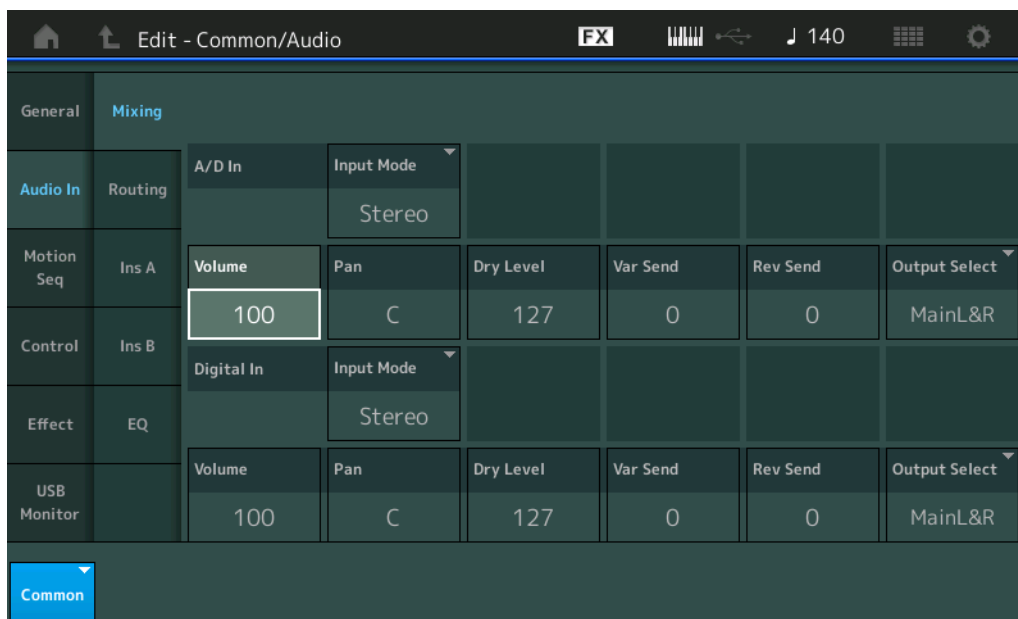 Edit - Common/Audio FX 140
General Mixing
A/D In Input Mode
Audio In Routing
Stereo
Motion Seq Ins A
Volume Pan Dry Level Var Send Rev Send Output Select
100 C 127 0 0 MainL&R
Control Ins B
Digital In Input Mode
Effect EQ Stereo
Volume Pan Dry Level Var Send Rev Send Output Select
USB Monitor
100 C 127 0 0 MainL&R
Common